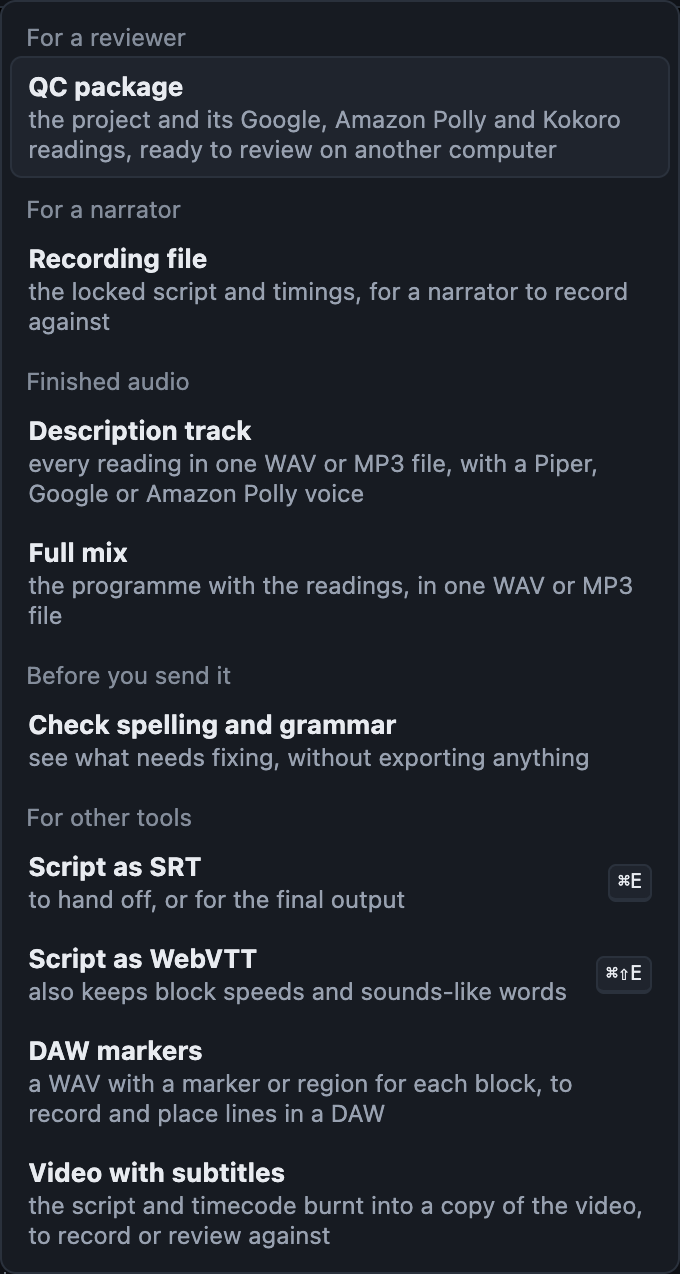 For a reviewer
QC package
the project and its Google, Amazon Polly and Kokoro
readings, ready to review on another computer
For a narrator
Recording file
the locked script and timings, for a narrator to record
against
Finished audio
Description track
every reading in one WAV or MP3 file, with a Piper,
Google or Amazon Polly voice
Full mix
the programme with the readings, in one WAV or MP3
file
Before you send it
Check spelling and grammar
see what needs fixing, without exporting anything
For other tools
Script as SRT
⌘E
to hand off, or for the final output
Script as WebVTT
⌘⇧E
also keeps block speeds and sounds-like words
DAW markers
a WAV with a marker or region for each block, to
record and place lines in a DAW
Video with subtitles
the script and timecode burnt into a copy of the video,
to record or review against